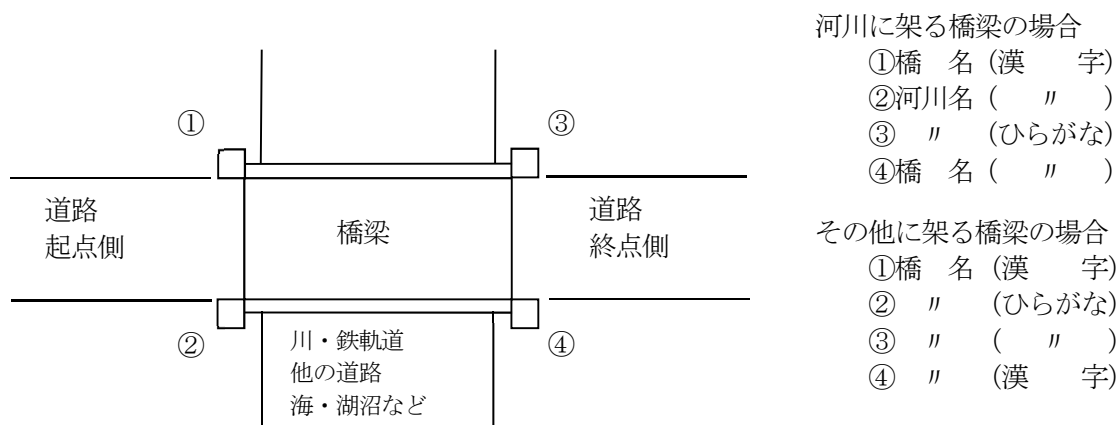 ①
③
道路
起点側
橋梁
道路
終点側
②
④
川・鉄軌道
他の道路
海・湖沼など
河川に架る橋梁の場合
①橋　名（漢　　字）
②河川名（　〃　）
③　〃　（ひらがな）
④橋　名（　〃　）
その他に架る橋梁の場合
①橋　名（漢　　字）
②　〃　（ひらがな）
③　〃　（　〃　）
④　〃　（漢　　字）